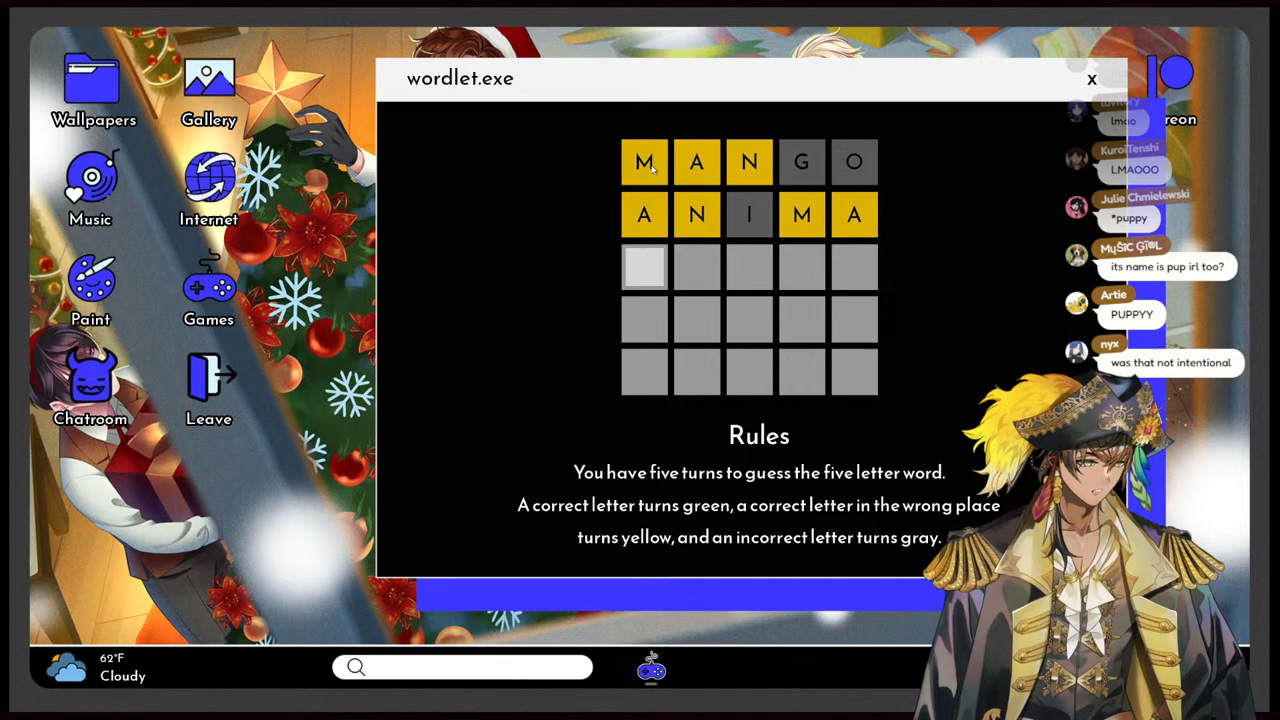 wordlet.exe
x
Wallpapers
Gallery
Music
Internet
Paint
Games
Chatroom
Leave
reon
M A N G O
A N I M A
Rules
You have five turns to guess the five letter word.
A correct letter turns green, a correct letter in the wrong place
turns yellow, and an incorrect letter turns gray.
lmao
KuroiTenshi
LMAOOO
Julie Chmielewski
*puppy
its name is pup irl too?
Artie
PUPPYY
nyx
was that not intentional
62°F
Cloudy